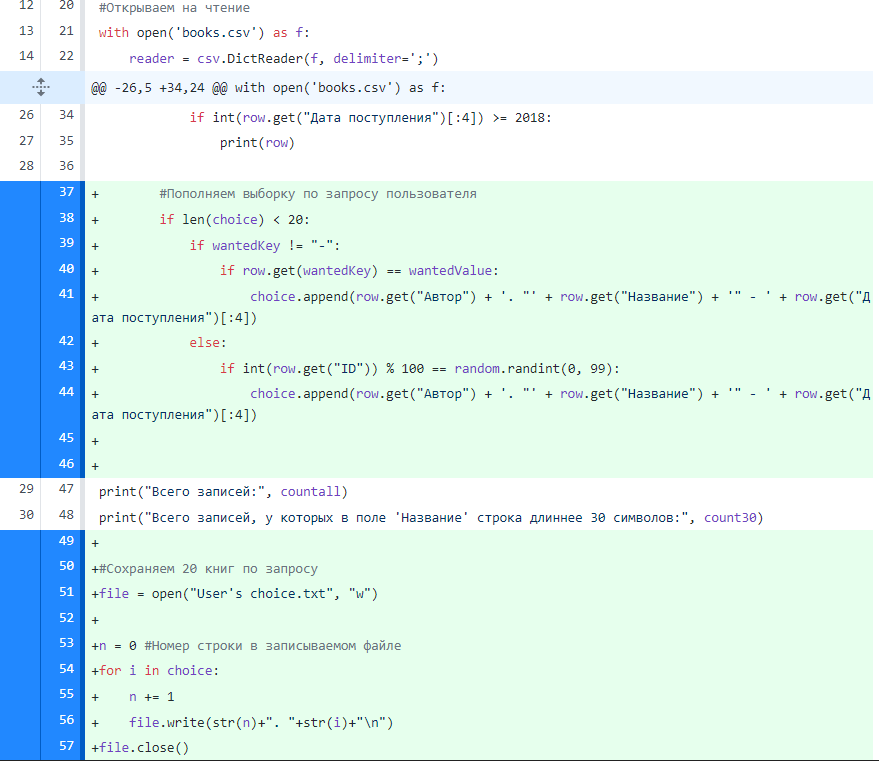 12 20 #Открываем на чтение
13 21 with open('books.csv') as f:
14 22     reader = csv.DictReader(f, delimiter=';')
@@ -26,5 +34,24 @@ with open('books.csv') as f:
26 34             if int(row.get("Дата поступления")[:4]) >= 2018:
27 35                 print(row)
28 36
37 +        #Пополняем выборку по запросу пользователя
38 +        if len(choice) < 20:
39 +            if wantedKey != "-":
40 +                if row.get(wantedKey) == wantedValue:
41 +                    choice.append(row.get("Автор") + '. "' + row.get("Название") + '" - ' + row.get("Д
ата поступления")[:4])
42 +            else:
43 +                if int(row.get("ID")) % 100 == random.randint(0, 99):
44 +                    choice.append(row.get("Автор") + '. "' + row.get("Название") + '" - ' + row.get("Д
ата поступления")[:4])
45 +
46 +
29 47 print("Всего записей:", countall)
30 48 print("Всего записей, у которых в поле 'Название' строка длиннее 30 символов:", count30)
49 +
50 +#Сохраняем 20 книг по запросу
51 +file = open("User's choice.txt", "w")
52 +
53 +n = 0 #Номер строки в записываемом файле
54 +for i in choice:
55 +    n += 1
56 +    file.write(str(n)+". "+str(i)+"\n")
57 +file.close()